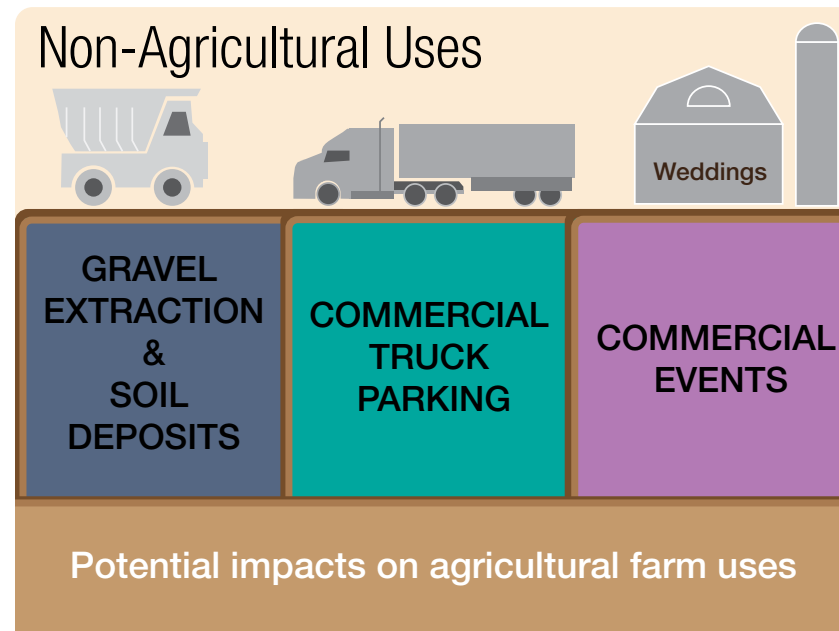 Non-Agricultural Uses
Weddings
GRAVEL
EXTRACTION
&
SOIL
DEPOSITS
COMMERCIAL
TRUCK
PARKING
COMMERCIAL
EVENTS
Potential impacts on agricultural farm uses